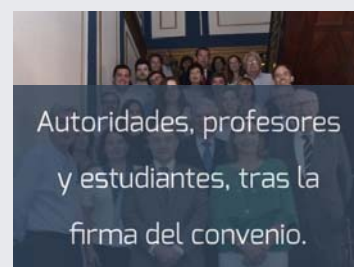 Autoridades, profesores
y estudiantes, tras la
firma del convenio.